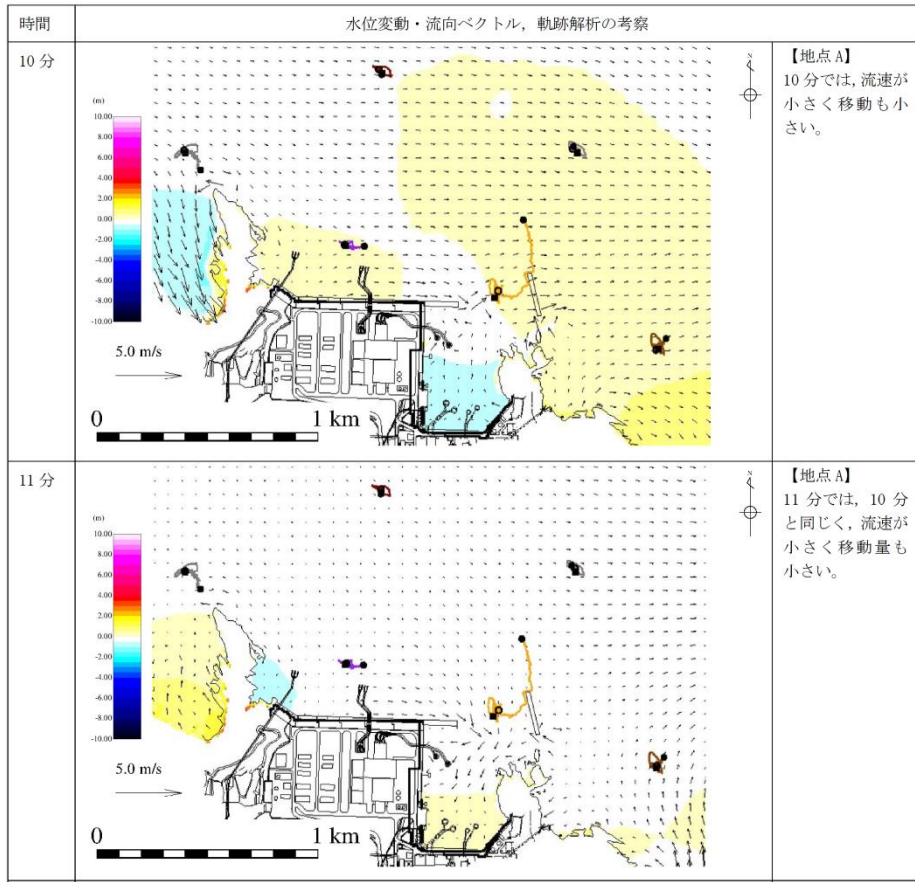 時間
水位変動・流向ベクトル，軌跡解析の考察
10分
(m)
10.00
8.00
6.00
4.00
2.00
0.00
-2.00
-4.00
-6.00
-8.00
-10.00
5.0 m/s
0
1 km
N
【地点A】
10分では，流速が
小さく移動も小
さい。
11分
(m)
10.00
8.00
6.00
4.00
2.00
0.00
-2.00
-4.00
-6.00
-8.00
-10.00
5.0 m/s
0
1 km
N
【地点A】
11分では，10分
と同じく，流速が
小さく移動量も
小さい。